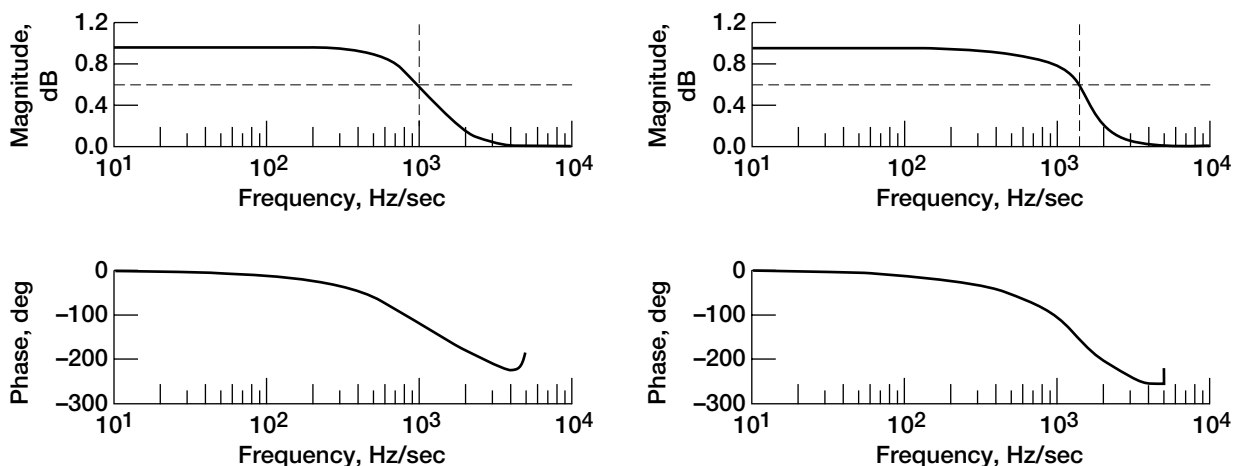 Magnitude, dB
1.2
0.8
0.4
0.0
10¹ 10² 10³ 10⁴
Frequency, Hz/sec
Magnitude, dB
1.2
0.8
0.4
0.0
10¹ 10² 10³ 10⁴
Frequency, Hz/sec
Phase, deg
0
–100
–200
–300
10¹ 10² 10³ 10⁴
Frequency, Hz/sec
Phase, deg
0
–100
–200
–300
10¹ 10² 10³ 10⁴
Frequency, Hz/sec